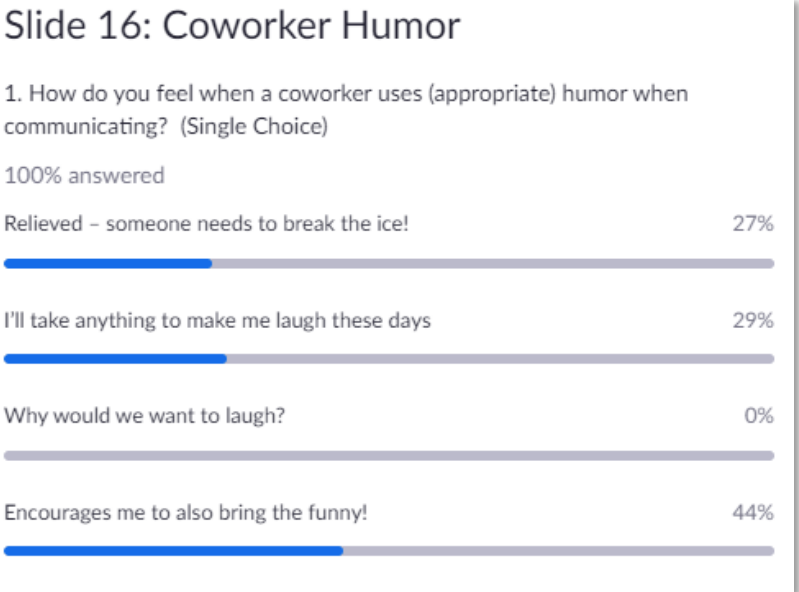 Slide 16: Coworker Humor
1. How do you feel when a coworker uses (appropriate) humor when
communicating?  (Single Choice)
100% answered
Relieved – someone needs to break the ice! 27%
I'll take anything to make me laugh these days 29%
Why would we want to laugh? 0%
Encourages me to also bring the funny! 44%